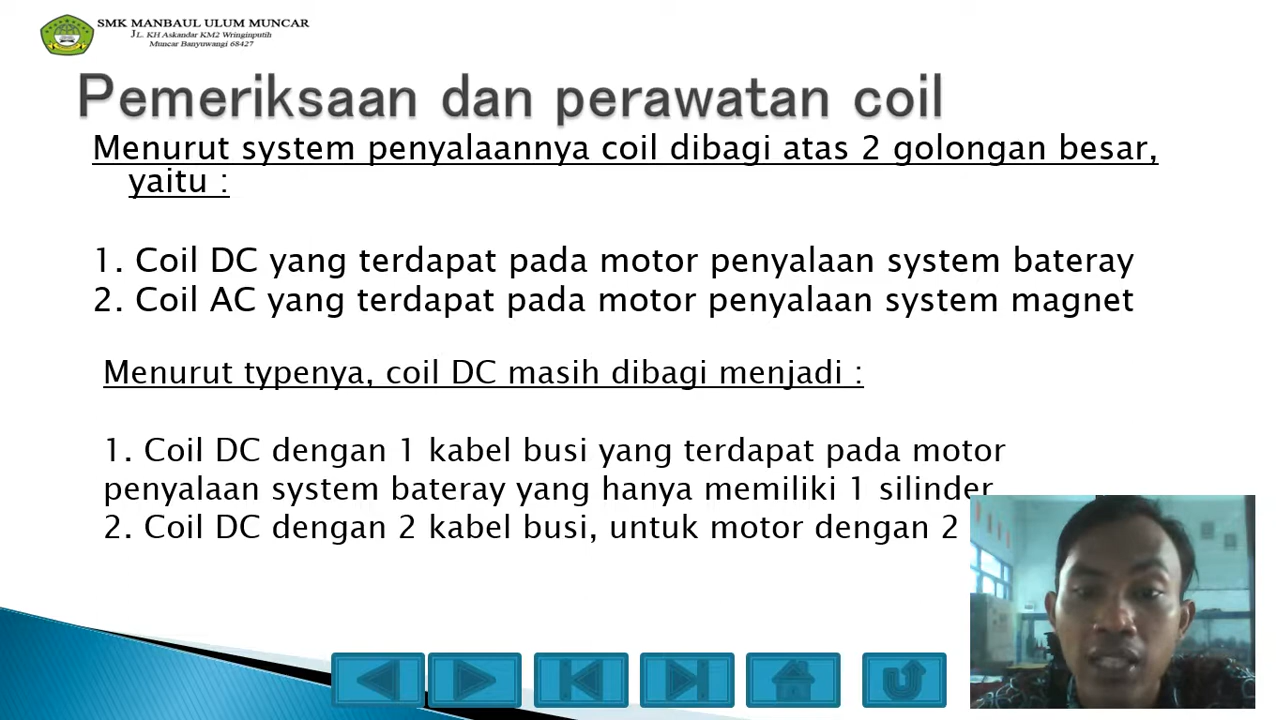 SMK MANBAUL ULUM MUNCAR
JL. KH Askandar KM2 Wringinputih
Muncar Banyuwangi 68427
Pemeriksaan dan perawatan coil
Menurut system penyalaannya coil dibagi atas 2 golongan besar,
yaitu :
1. Coil DC yang terdapat pada motor penyalaan system bateray
2. Coil AC yang terdapat pada motor penyalaan system magnet
Menurut typenya, coil DC masih dibagi menjadi :
1. Coil DC dengan 1 kabel busi yang terdapat pada motor
penyalaan system bateray yang hanya memiliki 1 silinder
2. Coil DC dengan 2 kabel busi, untuk motor dengan 2